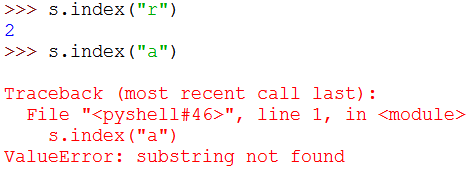 >>> s.index("r")
2
>>> s.index("a")
Traceback (most recent call last):
  File "<pyshell#46>", line 1, in <module>
    s.index("a")
ValueError: substring not found